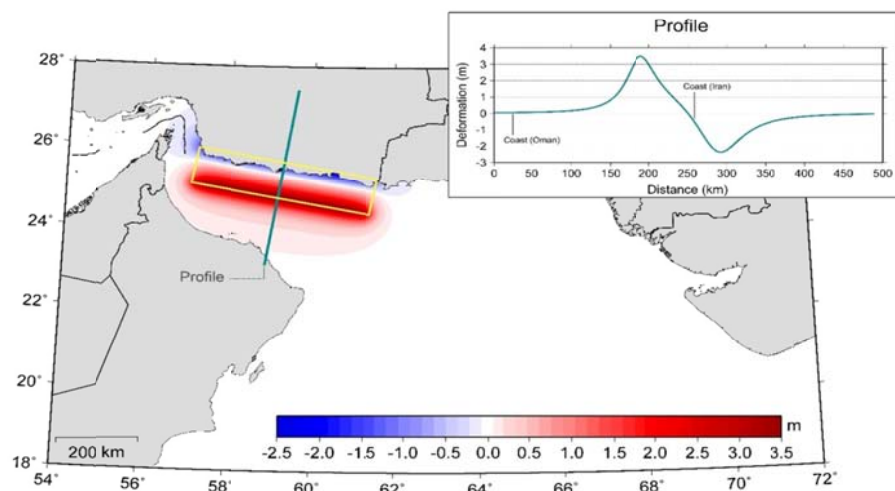 Profile
Deformation (m)
4
3
2
1
0
-1
-2
-3
Coast (Oman)
Coast (Iran)
0 50 100 150 200 250 300 350 400 450 500
Distance (km)
28°
26°
24°
22°
20°
18°
Profile
200 km
-2.5 -2.0 -1.5 -1.0 -0.5 0.0 0.5 1.0 1.5 2.0 2.5 3.0 3.5
m
54° 56° 58° 60° 62° 64° 66° 68° 70° 72°